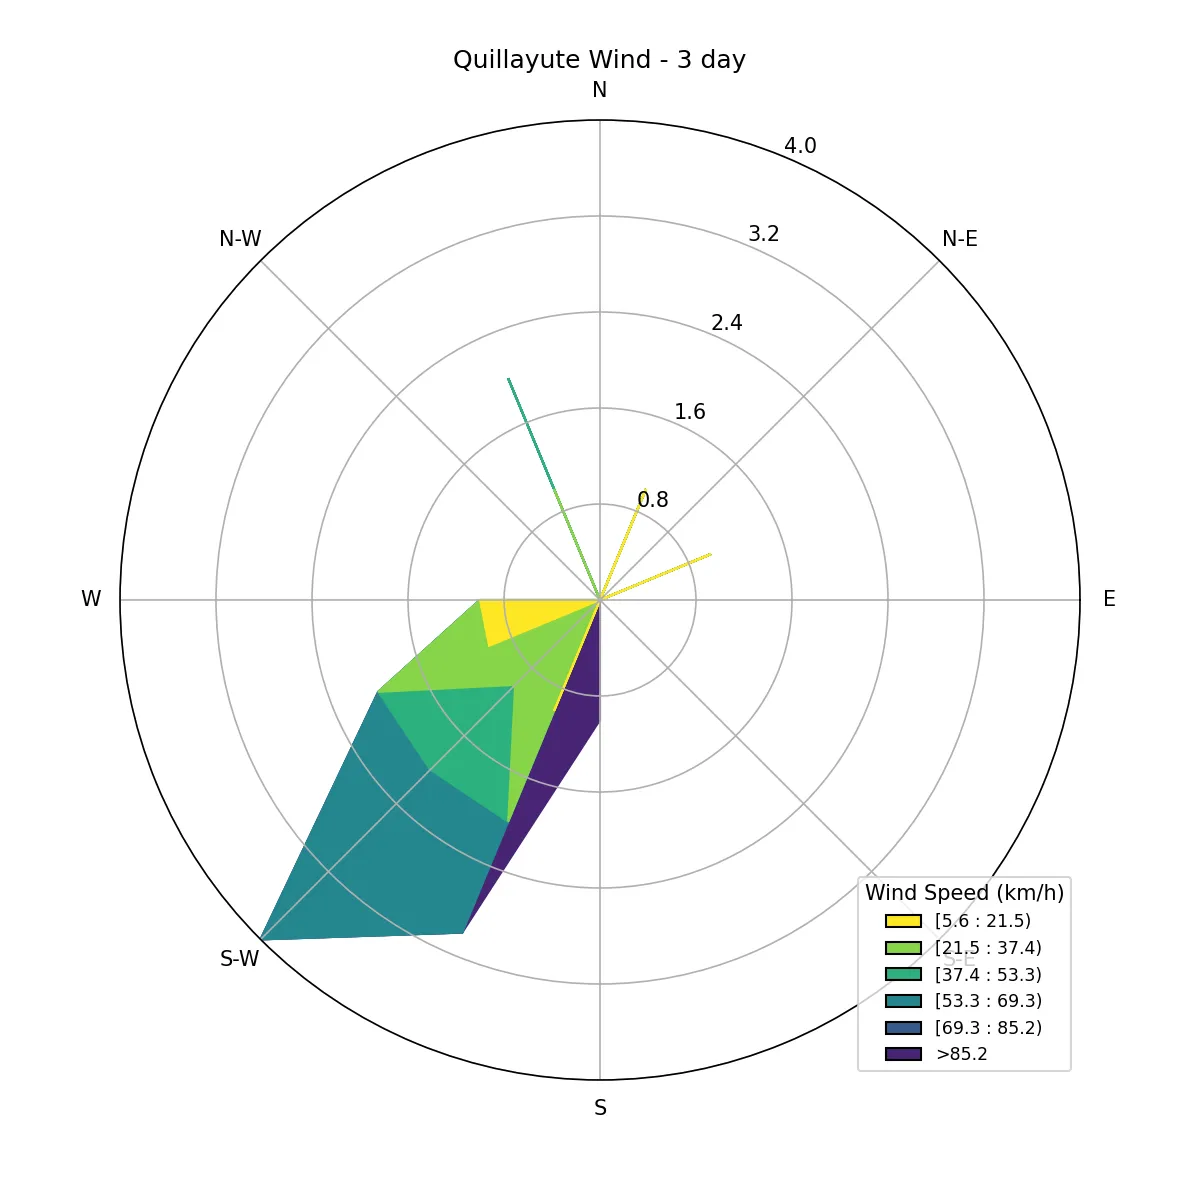 Quillayute Wind - 3 day
N
4.0
N-W
3.2
N-E
2.4
1.6
0.8
W
E
S-W
S-E
S
Wind Speed (km/h)
[5.6 : 21.5)
[21.5 : 37.4)
[37.4 : 53.3)
[53.3 : 69.3)
[69.3 : 85.2)
>85.2